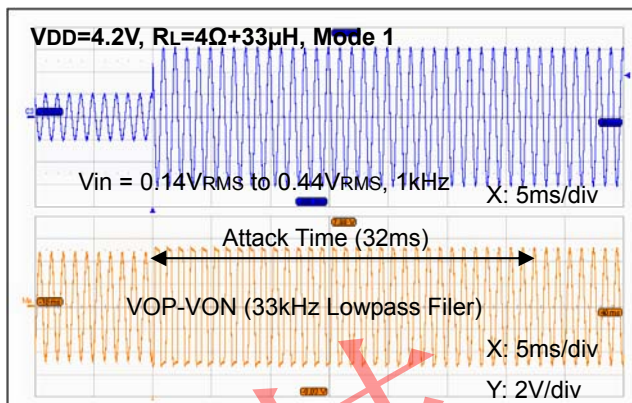 VDD=4.2V, RL=4Ω+33µH, Mode 1
Vin = 0.14VRMS to 0.44VRMS, 1kHz
X: 5ms/div
Attack Time (32ms)
VOP-VON (33kHz Lowpass Filer)
X: 5ms/div
Y: 2V/div